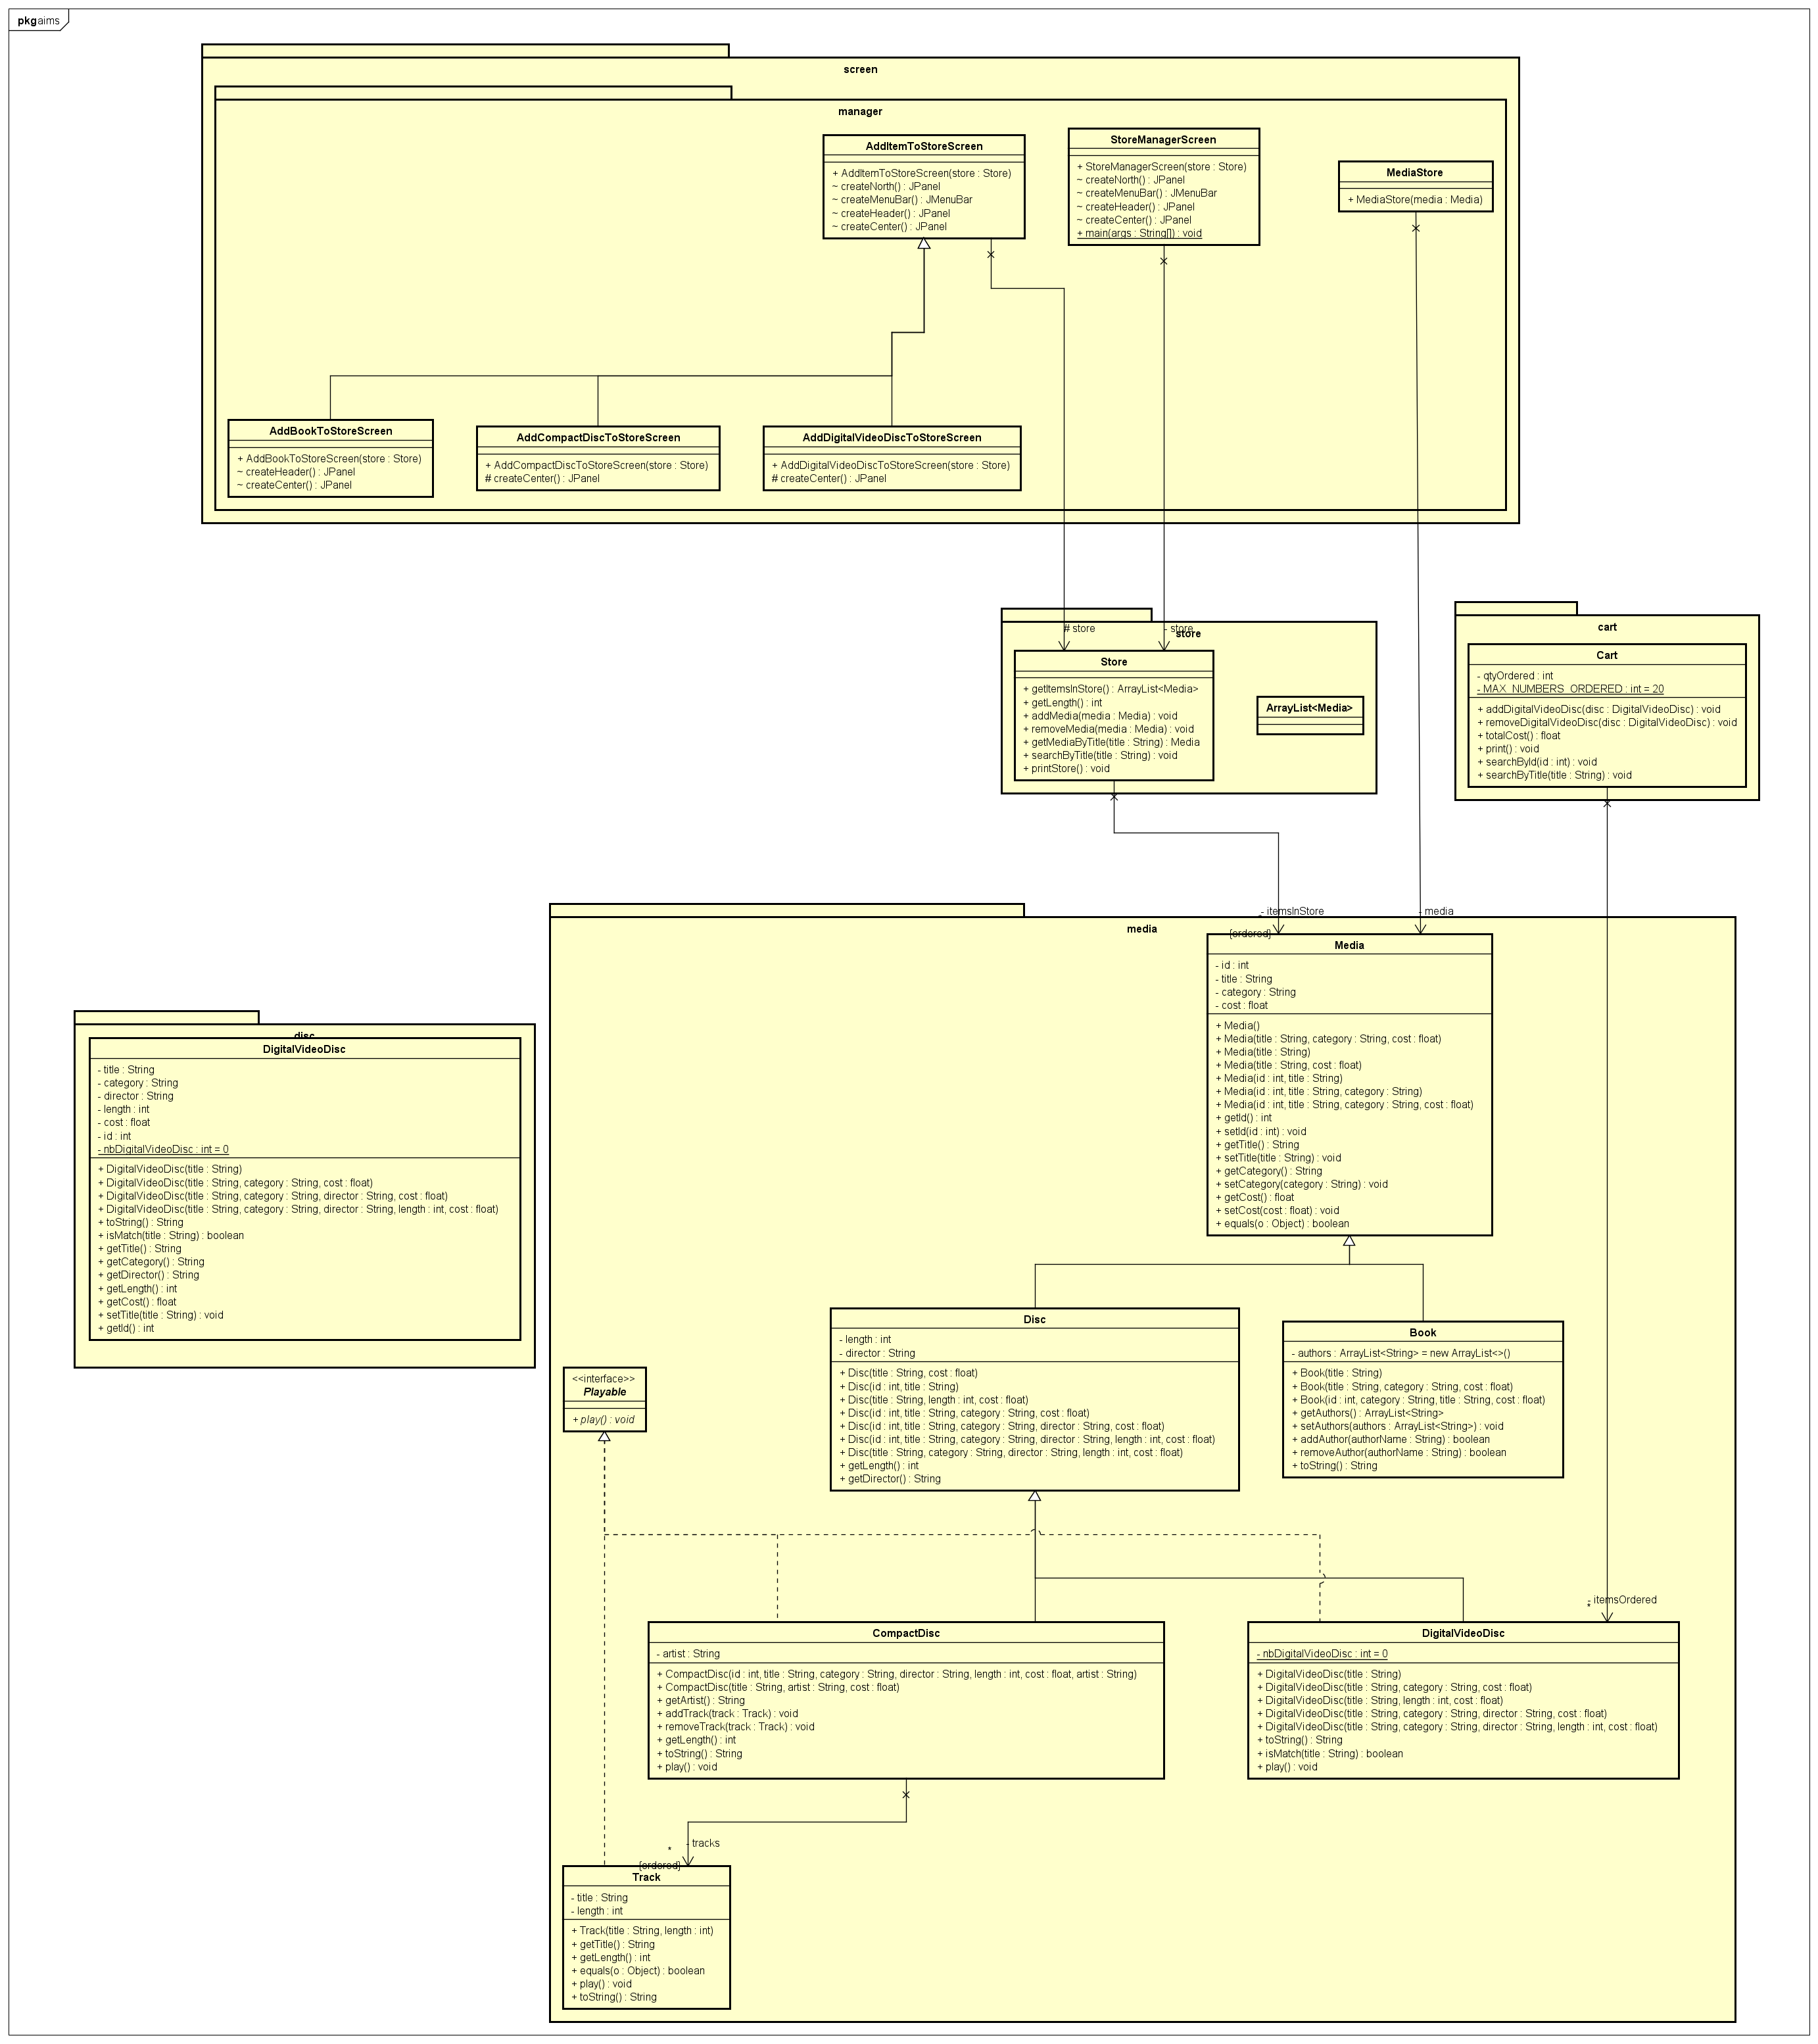 pkg aims
screen
manager
AddItemToStoreScreen
+ AddItemToStoreScreen(store : Store)
~ createNorth() : JPanel
~ createMenuBar() : JMenuBar
~ createHeader() : JPanel
~ createCenter() : JPanel
StoreManagerScreen
+ StoreManagerScreen(store : Store)
~ createNorth() : JPanel
~ createMenuBar() : JMenuBar
~ createHeader() : JPanel
~ createCenter() : JPanel
+ main(args : String[]) : void
MediaStore
+ MediaStore(media : Media)
AddBookToStoreScreen
+ AddBookToStoreScreen(store : Store)
~ createHeader() : JPanel
~ createCenter() : JPanel
AddCompactDiscToStoreScreen
+ AddCompactDiscToStoreScreen(store : Store)
# createCenter() : JPanel
AddDigitalVideoDiscToStoreScreen
+ AddDigitalVideoDiscToStoreScreen(store : Store)
# createCenter() : JPanel
# store
- store
store
Store
+ getItemsInStore() : ArrayList<Media>
+ getLength() : int
+ addMedia(media : Media) : void
+ removeMedia(media : Media) : void
+ getMediaByTitle(title : String) : Media
+ searchByTitle(title : String) : void
+ printStore() : void
ArrayList<Media>
cart
Cart
- qtyOrdered : int
- MAX_NUMBERS_ORDERED : int = 20
+ addDigitalVideoDisc(disc : DigitalVideoDisc) : void
+ removeDigitalVideoDisc(disc : DigitalVideoDisc) : void
+ totalCost() : float
+ print() : void
+ searchById(id : int) : void
+ searchByTitle(title : String) : void
- itemsInStore
- media
{ordered}
media
Media
- id : int
- title : String
- category : String
- cost : float
+ Media()
+ Media(title : String, category : String, cost : float)
+ Media(title : String)
+ Media(title : String, cost : float)
+ Media(id : int, title : String)
+ Media(id : int, title : String, category : String)
+ Media(id : int, title : String, category : String, cost : float)
+ getId() : int
+ setId(id : int) : void
+ getTitle() : String
+ setTitle(title : String) : void
+ getCategory() : String
+ setCategory(category : String) : void
+ getCost() : float
+ setCost(cost : float) : void
+ equals(o : Object) : boolean
disc
DigitalVideoDisc
- title : String
- category : String
- director : String
- length : int
- cost : float
- id : int
- nbDigitalVideoDisc : int = 0
+ DigitalVideoDisc(title : String)
+ DigitalVideoDisc(title : String, category : String, cost : float)
+ DigitalVideoDisc(title : String, category : String, director : String, cost : float)
+ DigitalVideoDisc(title : String, category : String, director : String, length : int, cost : float)
+ toString() : String
+ isMatch(title : String) : boolean
+ getTitle() : String
+ getCategory() : String
+ getDirector() : String
+ getLength() : int
+ getCost() : float
+ setTitle(title : String) : void
+ getId() : int
Disc
- length : int
- director : String
+ Disc(title : String, cost : float)
+ Disc(id : int, title : String)
+ Disc(title : String, length : int, cost : float)
+ Disc(id : int, title : String, category : String, cost : float)
+ Disc(id : int, title : String, category : String, director : String, cost : float)
+ Disc(id : int, title : String, category : String, director : String, length : int, cost : float)
+ Disc(title : String, category : String, director : String, length : int, cost : float)
+ getLength() : int
+ getDirector() : String
Book
- authors : ArrayList<String> = new ArrayList<>()
+ Book(title : String)
+ Book(title : String, category : String, cost : float)
+ Book(id : int, category : String, title : String, cost : float)
+ getAuthors() : ArrayList<String>
+ setAuthors(authors : ArrayList<String>) : void
+ addAuthor(authorName : String) : boolean
+ removeAuthor(authorName : String) : boolean
+ toString() : String
<<interface>>
Playable
+ play() : void
- itemsOrdered
*
CompactDisc
- artist : String
+ CompactDisc(id : int, title : String, category : String, director : String, length : int, cost : float, artist : String)
+ CompactDisc(title : String, artist : String, cost : float)
+ getArtist() : String
+ addTrack(track : Track) : void
+ removeTrack(track : Track) : void
+ getLength() : int
+ toString() : String
+ play() : void
DigitalVideoDisc
- nbDigitalVideoDisc : int = 0
+ DigitalVideoDisc(title : String)
+ DigitalVideoDisc(title : String, category : String, cost : float)
+ DigitalVideoDisc(title : String, length : int, cost : float)
+ DigitalVideoDisc(title : String, category : String, director : String, cost : float)
+ DigitalVideoDisc(title : String, category : String, director : String, length : int, cost : float)
+ toString() : String
+ isMatch(title : String) : boolean
+ play() : void
- tracks
*
{ordered}
Track
- title : String
- length : int
+ Track(title : String, length : int)
+ getTitle() : String
+ getLength() : int
+ equals(o : Object) : boolean
+ play() : void
+ toString() : String